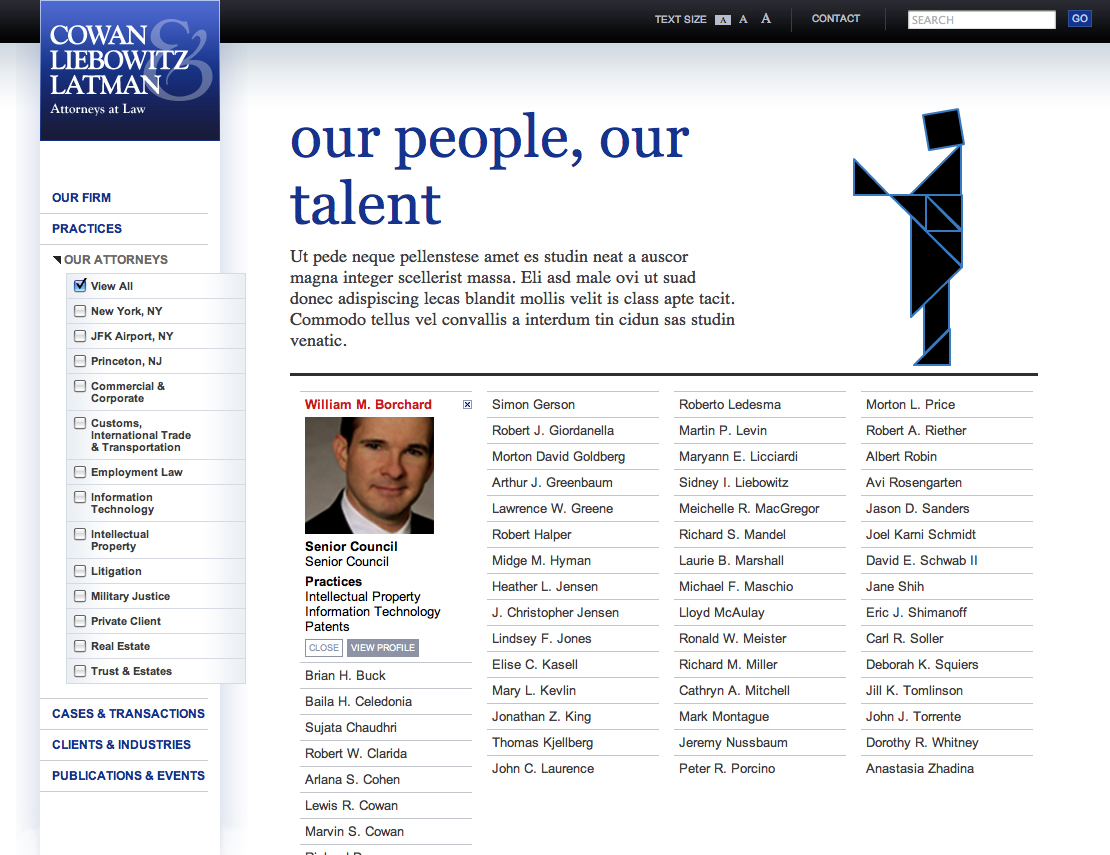 TEXT SIZE A A A CONTACT SEARCH GO
COWAN
LIEBOWITZ &
LATMAN
Attorneys at Law
our people, our
talent
Ut pede neque pellenstese amet es studin neat a auscor
magna integer scellerist massa. Eli asd male ovi ut suad
donec adispiscing lecas blandit mollis velit is class apte tacit.
Commodo tellus vel convallis a interdum tin cidun sas studin
venatic.
OUR FIRM
PRACTICES
OUR ATTORNEYS
View All
New York, NY
JFK Airport, NY
Princeton, NJ
Commercial &
Corporate
Customs,
International Trade
& Transportation
Employment Law
Information
Technology
Intellectual
Property
Litigation
Military Justice
Private Client
Real Estate
Trust & Estates
CASES & TRANSACTIONS
CLIENTS & INDUSTRIES
PUBLICATIONS & EVENTS
William M. Borchard
Senior Council
Senior Council
Practices
Intellectual Property
Information Technology
Patents
CLOSE VIEW PROFILE
Brian H. Buck
Baila H. Celedonia
Sujata Chaudhri
Robert W. Clarida
Arlana S. Cohen
Lewis R. Cowan
Marvin S. Cowan
Simon Gerson
Robert J. Giordanella
Morton David Goldberg
Arthur J. Greenbaum
Lawrence W. Greene
Robert Halper
Midge M. Hyman
Heather L. Jensen
J. Christopher Jensen
Lindsey F. Jones
Elise C. Kasell
Mary L. Kevlin
Jonathan Z. King
Thomas Kjellberg
John C. Laurence
Roberto Ledesma
Martin P. Levin
Maryann E. Licciardi
Sidney I. Liebowitz
Meichelle R. MacGregor
Richard S. Mandel
Laurie B. Marshall
Michael F. Maschio
Lloyd McAulay
Ronald W. Meister
Richard M. Miller
Cathryn A. Mitchell
Mark Montague
Jeremy Nussbaum
Peter R. Porcino
Morton L. Price
Robert A. Riether
Albert Robin
Avi Rosengarten
Jason D. Sanders
Joel Karni Schmidt
David E. Schwab II
Jane Shih
Eric J. Shimanoff
Carl R. Soller
Deborah K. Squiers
Jill K. Tomlinson
John J. Torrente
Dorothy R. Whitney
Anastasia Zhadina